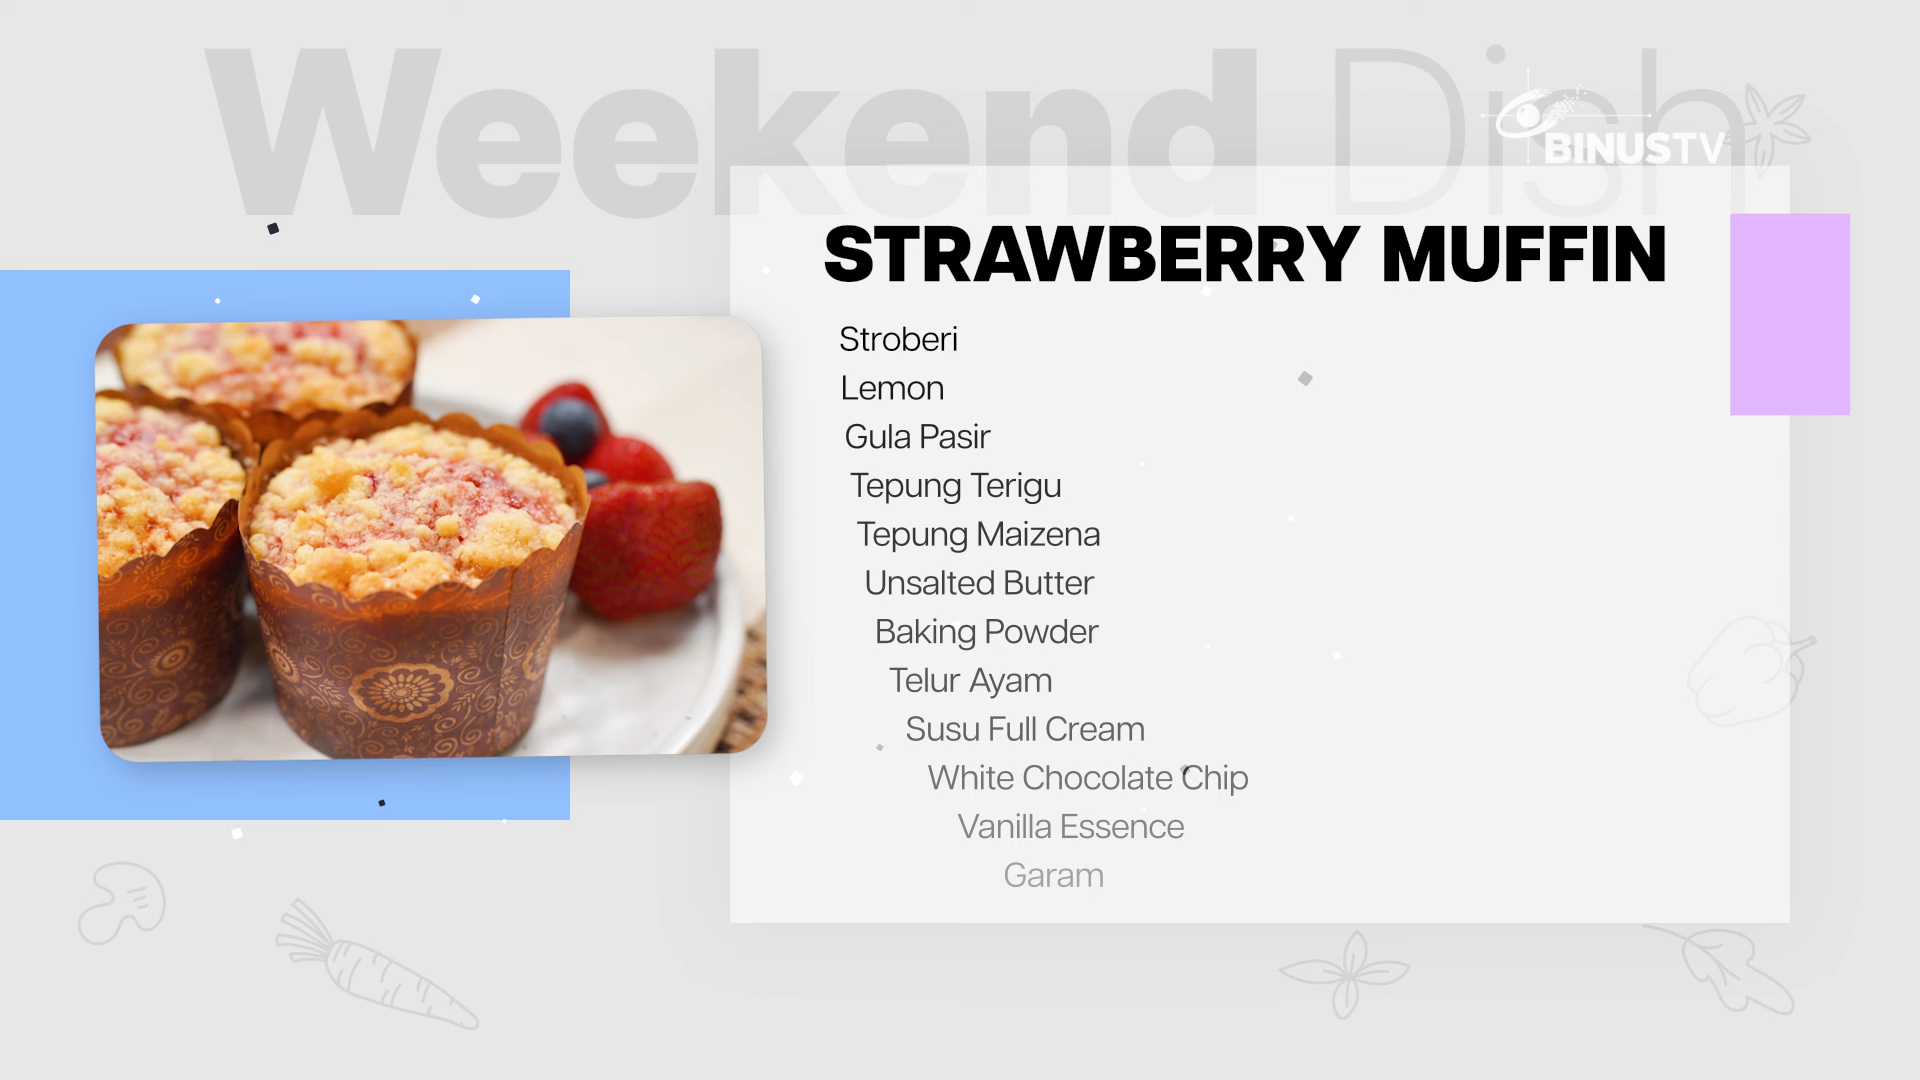 Weekend Dish
BINUSTV
STRAWBERRY MUFFIN
Stroberi
Lemon
Gula Pasir
Tepung Terigu
Tepung Maizena
Unsalted Butter
Baking Powder
Telur Ayam
Susu Full Cream
White Chocolate Chip
Vanilla Essence
Garam